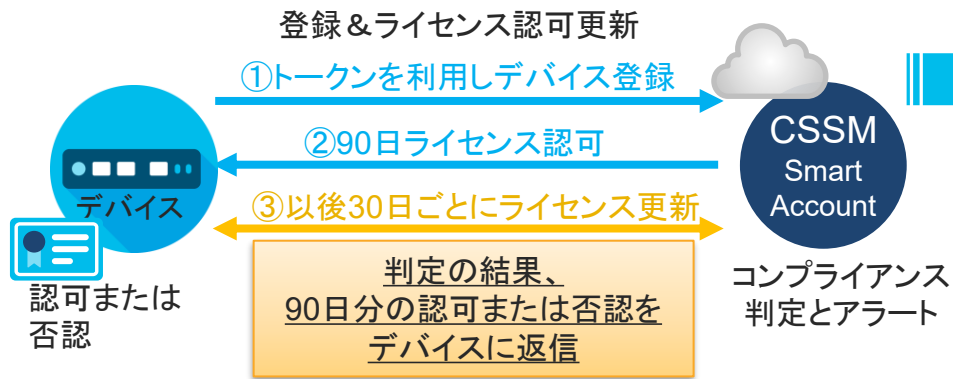 登録＆ライセンス認可更新
①トークンを利用しデバイス登録
②90日ライセンス認可
③以後30日ごとにライセンス更新
デバイス
認可または
否認
判定の結果、
90日分の認可または否認を
デバイスに返信
CSSM
Smart
Account
コンプライアンス
判定とアラート